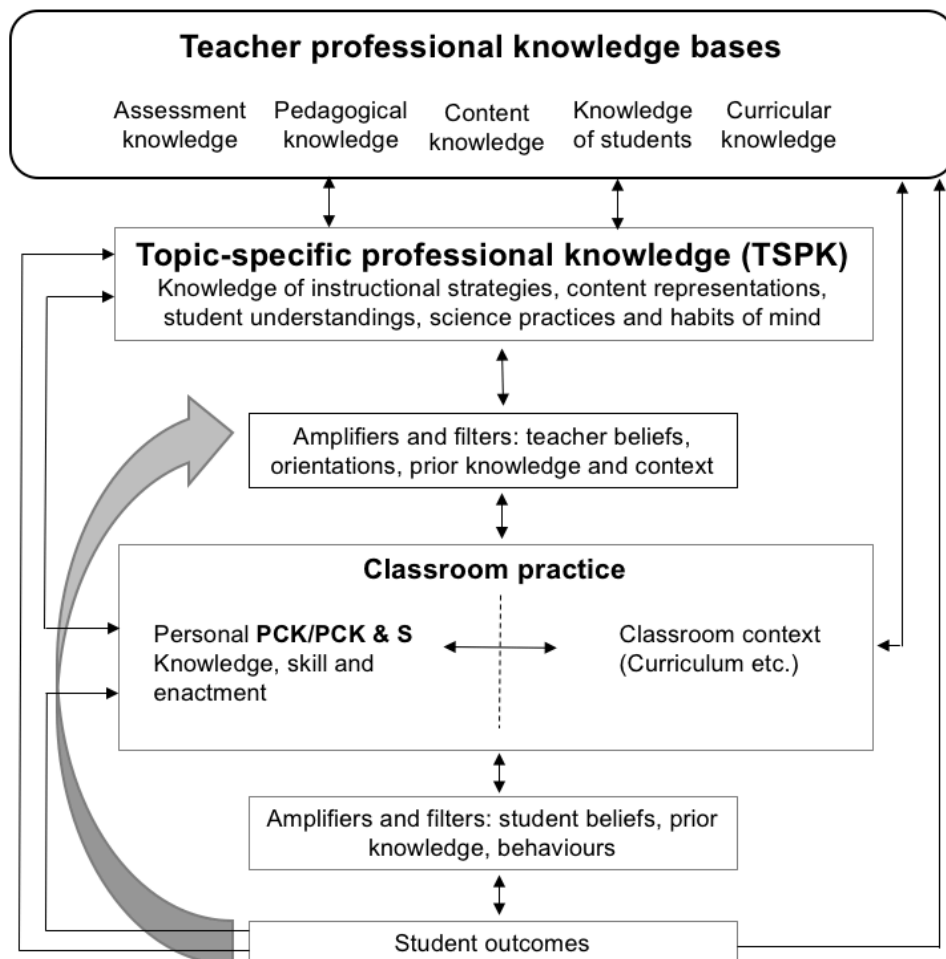 Teacher professional knowledge bases
Assessment knowledge
Pedagogical knowledge
Content knowledge
Knowledge of students
Curricular knowledge
Topic-specific professional knowledge (TSPK)
Knowledge of instructional strategies, content representations,
student understandings, science practices and habits of mind
Amplifiers and filters: teacher beliefs,
orientations, prior knowledge and context
Classroom practice
Personal PCK/PCK & S
Knowledge, skill and
enactment
Classroom context
(Curriculum etc.)
Amplifiers and filters: student beliefs, prior
knowledge, behaviours
Student outcomes